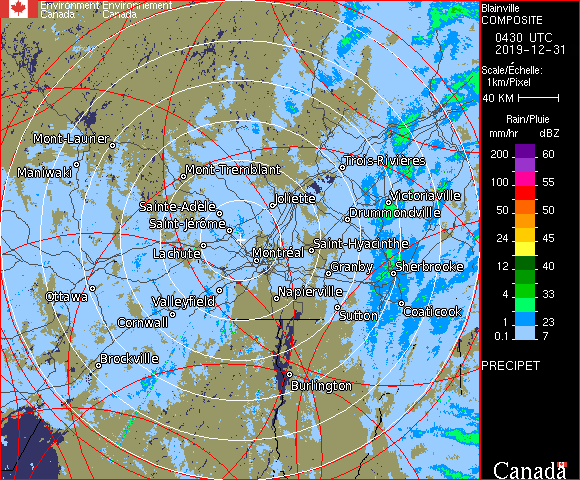 Environment Environnement
Canada Canada
Blainville
COMPOSITE
0430 UTC
2019-12-31
Scale/Échelle:
1km/Pixel
40 KM
Rain/Pluie
mm/hr dBZ
200 60
100 55
50 50
24 45
12 40
4 33
1 23
0.1 7
PRECIPET
Mont-Laurier
Maniwaki
Mont-Tremblant
Trois-Rivières
Joliette
Victoriaville
Sainte-Adèle
Drummondville
Saint-Jérôme
Saint-Hyacinthe
Lachute
Montréal
Granby
Sherbrooke
Ottawa
Valleyfield
Napierville
Coaticook
Cornwall
Sutton
Brockville
Burlington
Canada